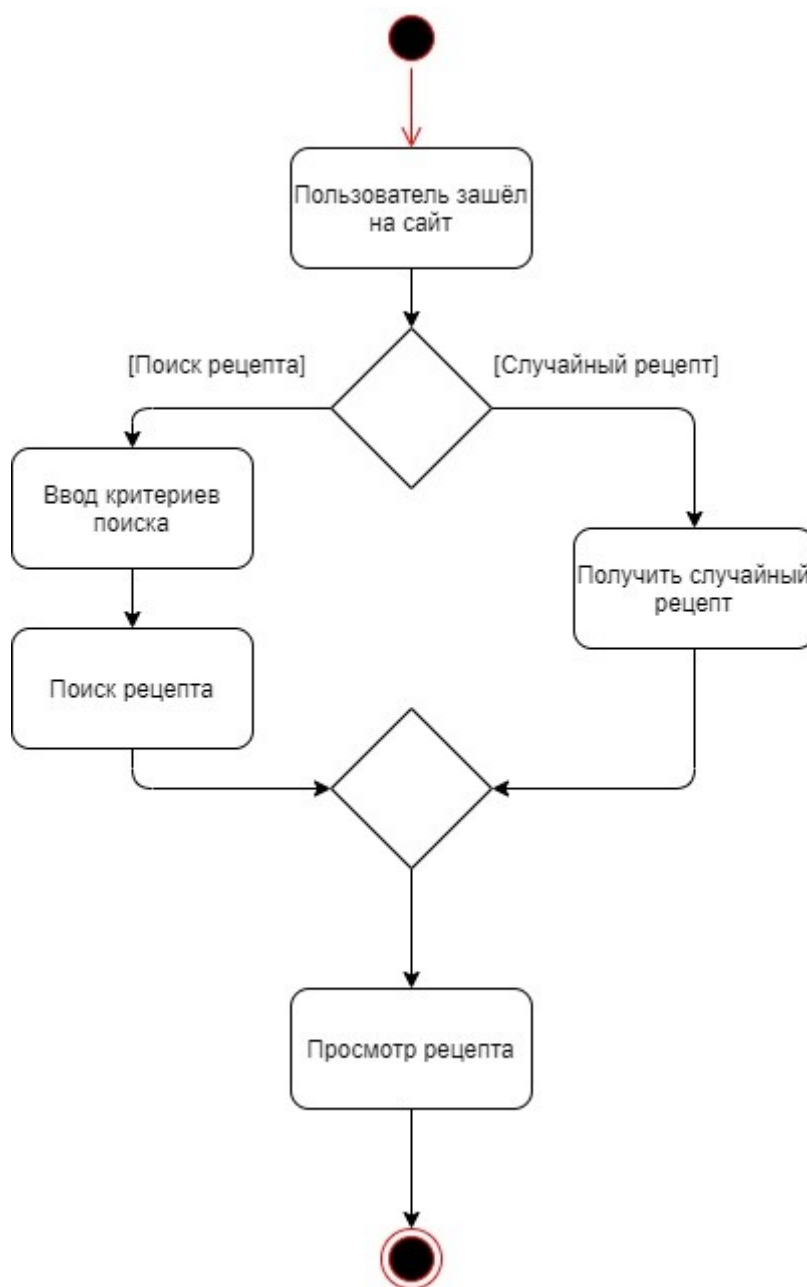 Пользователь зашёл
на сайт
[Поиск рецепта]
[Случайный рецепт]
Ввод критериев
поиска
Получить случайный
рецепт
Поиск рецепта
Просмотр рецепта